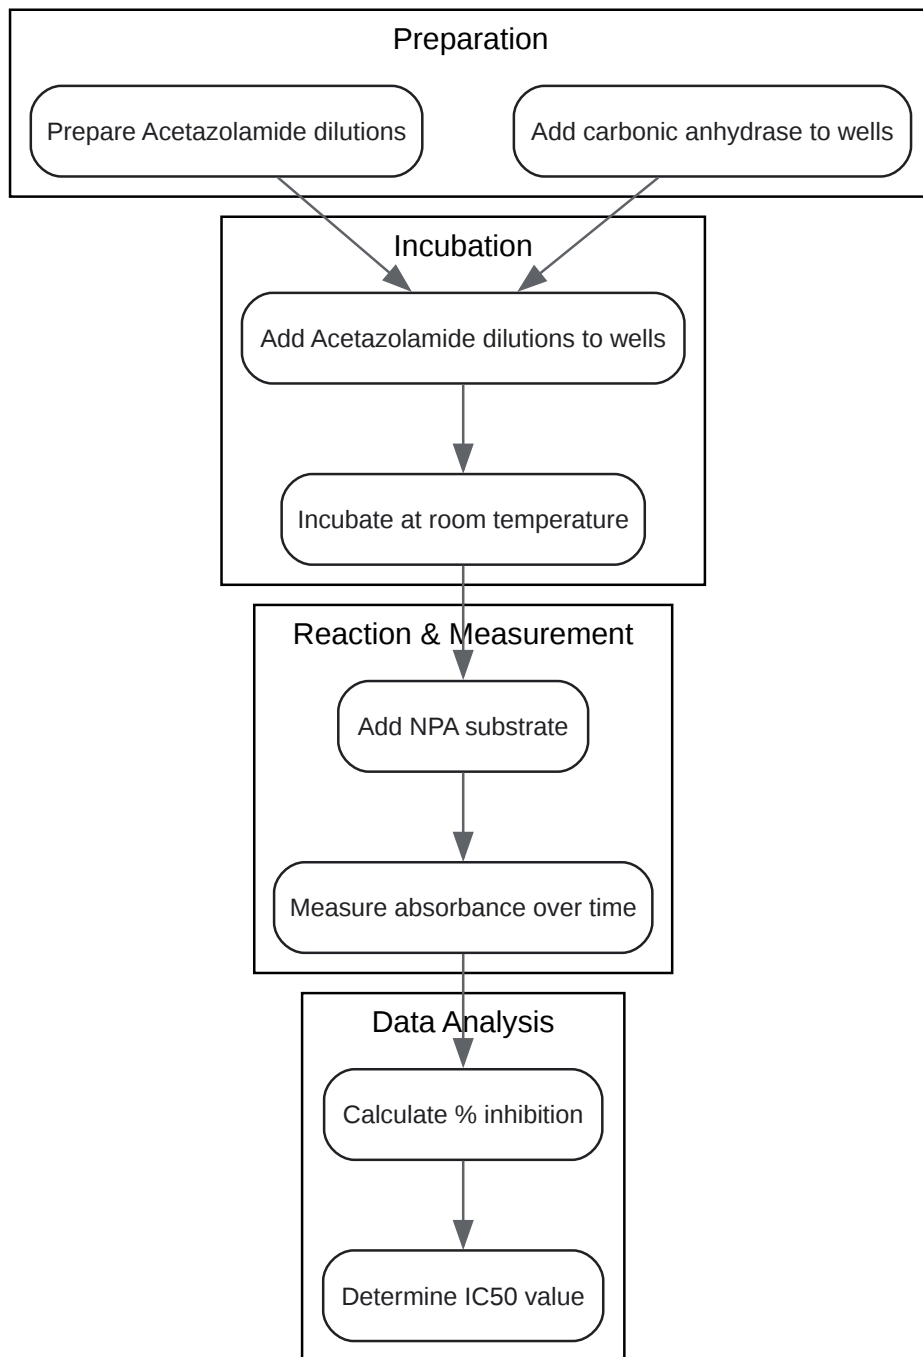 Preparation
Prepare Acetazolamide dilutions
Add carbonic anhydrase to wells
Incubation
Add Acetazolamide dilutions to wells
Incubate at room temperature
Reaction & Measurement
Add NPA substrate
Measure absorbance over time
Data Analysis
Calculate % inhibition
Determine IC50 value